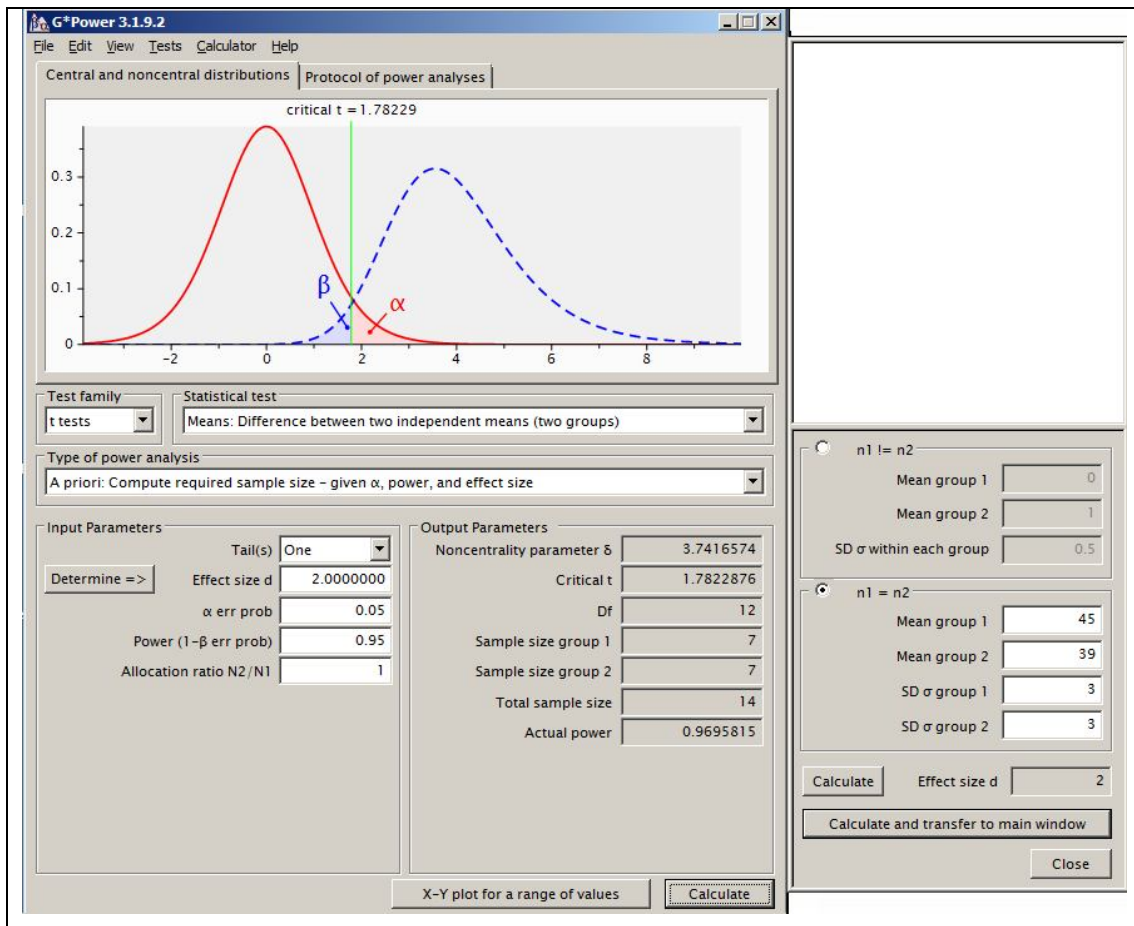 G*Power 3.1.9.2
File Edit View Tests Calculator Help
Central and noncentral distributions Protocol of power analyses
critical t = 1.78229
0.3
0.2
0.1
0
β
α
-2 0 2 4 6 8
Test family
t tests
Statistical test
Means: Difference between two independent means (two groups)
Type of power analysis
A priori: Compute required sample size – given α, power, and effect size
Input Parameters
Tail(s) One
Determine => Effect size d 2.0000000
α err prob 0.05
Power (1-β err prob) 0.95
Allocation ratio N2/N1 1
Output Parameters
Noncentrality parameter δ 3.7416574
Critical t 1.7822876
Df 12
Sample size group 1 7
Sample size group 2 7
Total sample size 14
Actual power 0.9695815
X-Y plot for a range of values Calculate
n1 != n2
Mean group 1 0
Mean group 2 1
SD σ within each group 0.5
n1 = n2
Mean group 1 45
Mean group 2 39
SD σ group 1 3
SD σ group 2 3
Calculate Effect size d 2
Calculate and transfer to main window
Close